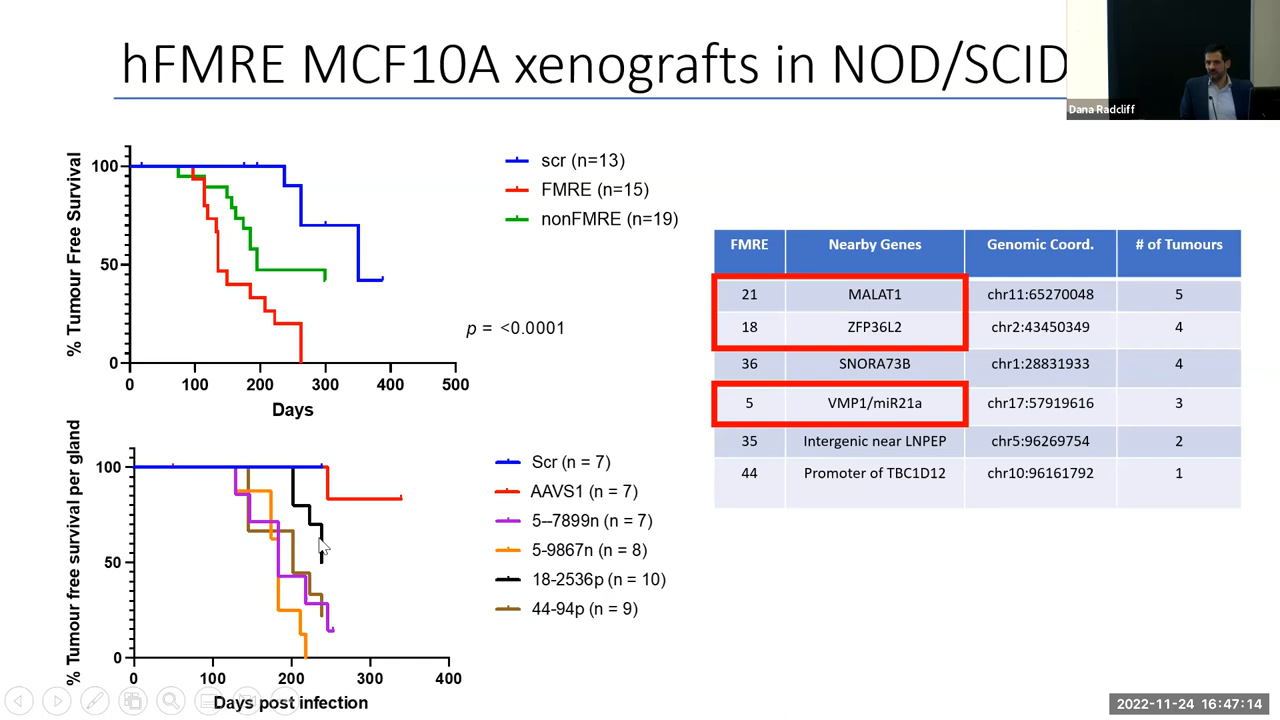 hFMRE MCF10A xenografts in NOD/SCID
Dana Radcliff
% Tumour Free Survival
100
50
0
0 100 200 300 400 500
Days
scr (n=13)
FMRE (n=15)
nonFMRE (n=19)
p = <0.0001
% Tumour free survival per gland
100
50
0
0 100 200 300 400
Days post infection
Scr (n = 7)
AAVS1 (n = 7)
5--7899n (n = 7)
5-9867n (n = 8)
18-2536p (n = 10)
44-94p (n = 9)
FMRE Nearby Genes Genomic Coord. # of Tumours
21 MALAT1 chr11:65270048 5
18 ZFP36L2 chr2:43450349 4
36 SNORA73B chr1:28831933 4
5 VMP1/miR21a chr17:57919616 3
35 Intergenic near LNPEP chr5:96269754 2
44 Promoter of TBC1D12 chr10:96161792 1
2022-11-24 16:47:14